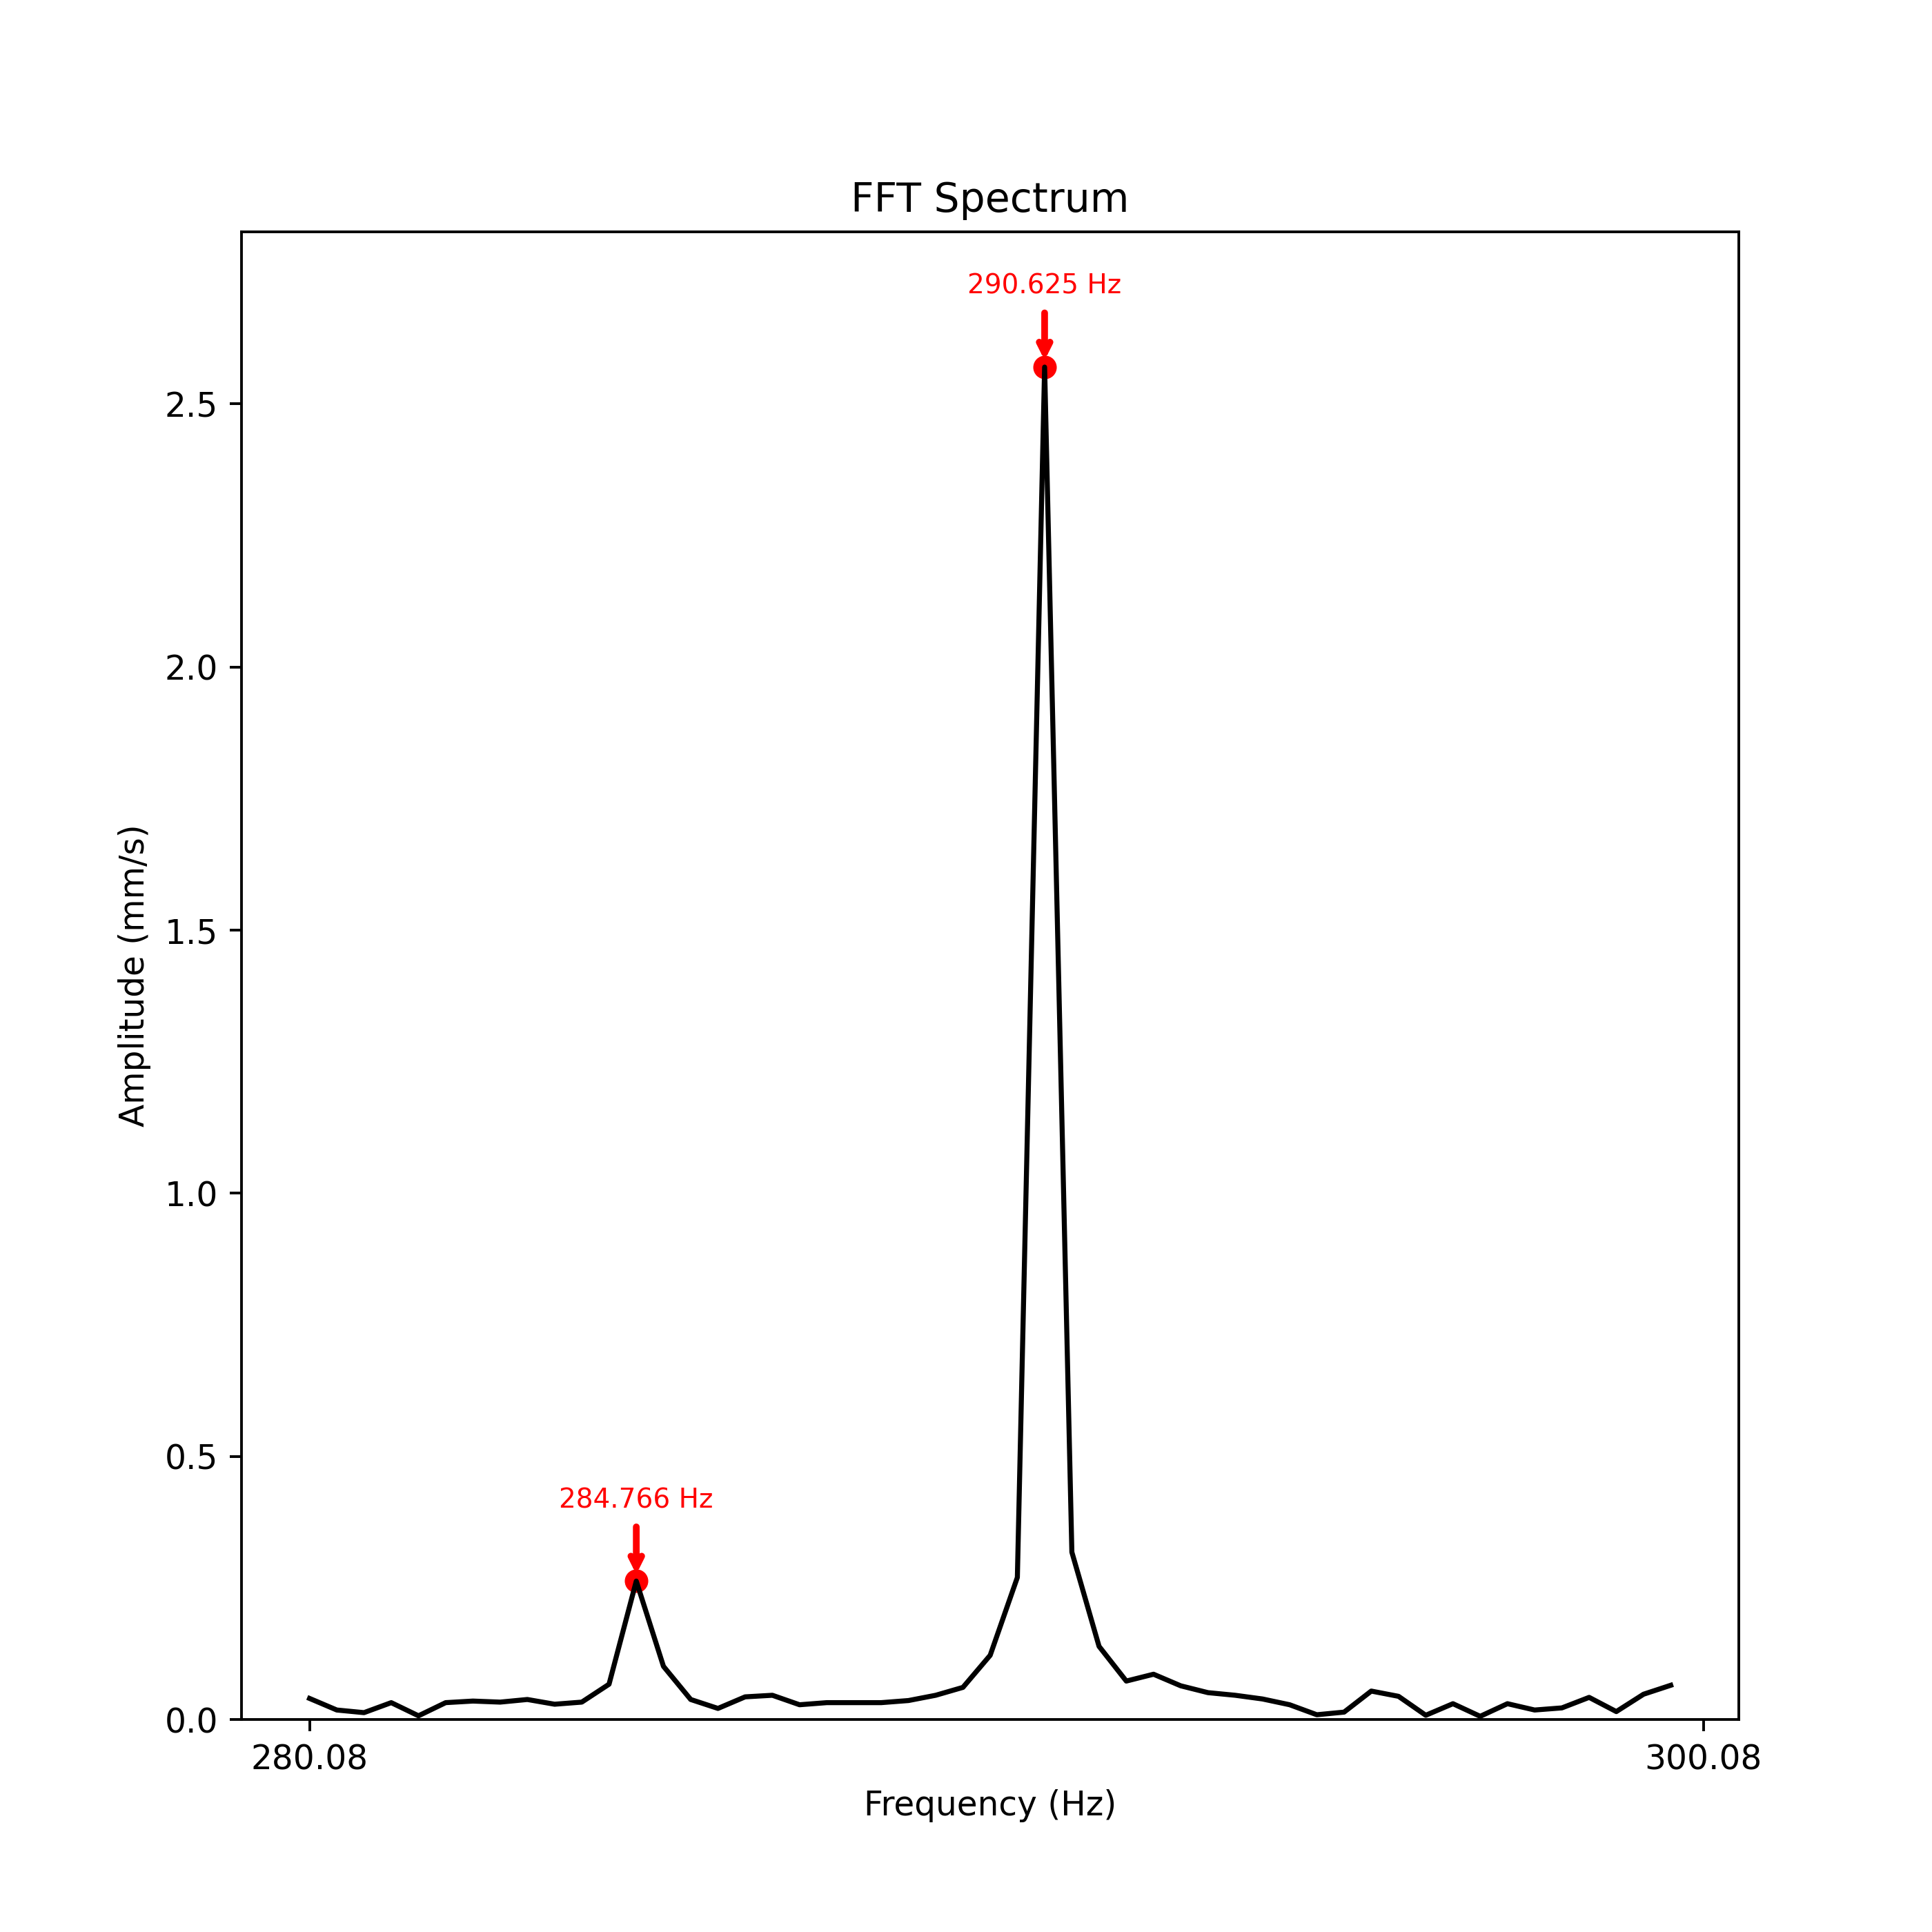 FFT Spectrum
290.625 Hz
2.5
2.0
1.5
1.0
0.5
0.0
Amplitude (mm/s)
284.766 Hz
280.08
300.08
Frequency (Hz)